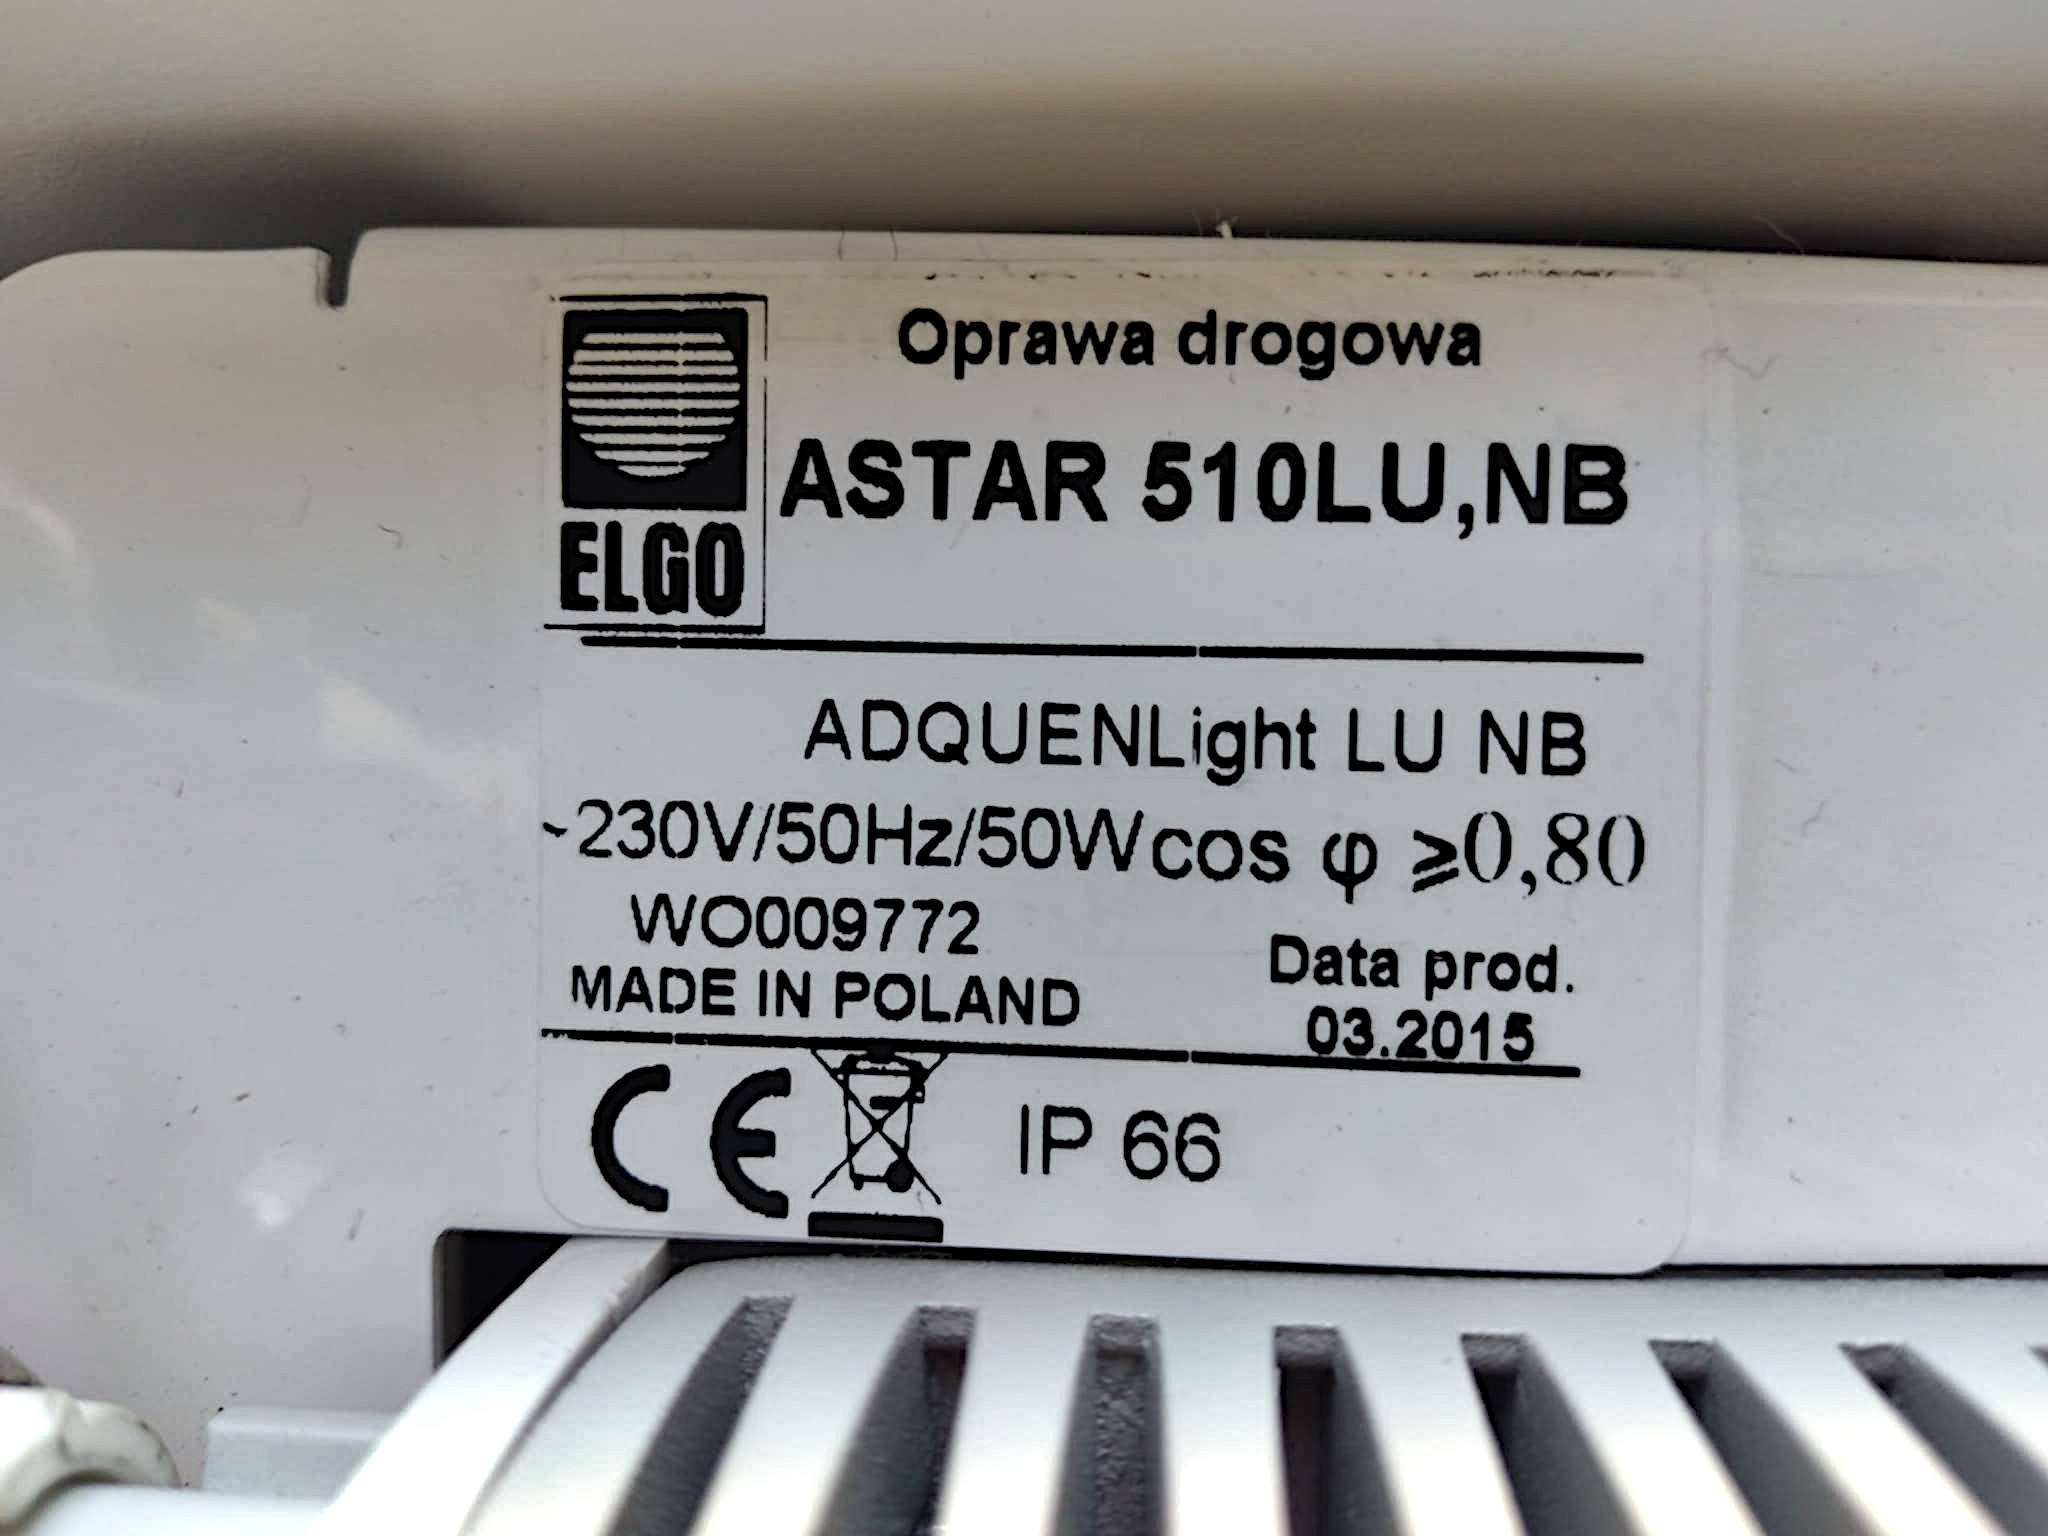 Oprawa drogowa
ASTAR 510LU,NB
ELGO
ADQUENLight LU NB
~230V/50Hz/50W cos φ ⩾0,80
WO009772
MADE IN POLAND
Data prod.
03.2015
CE
IP 66